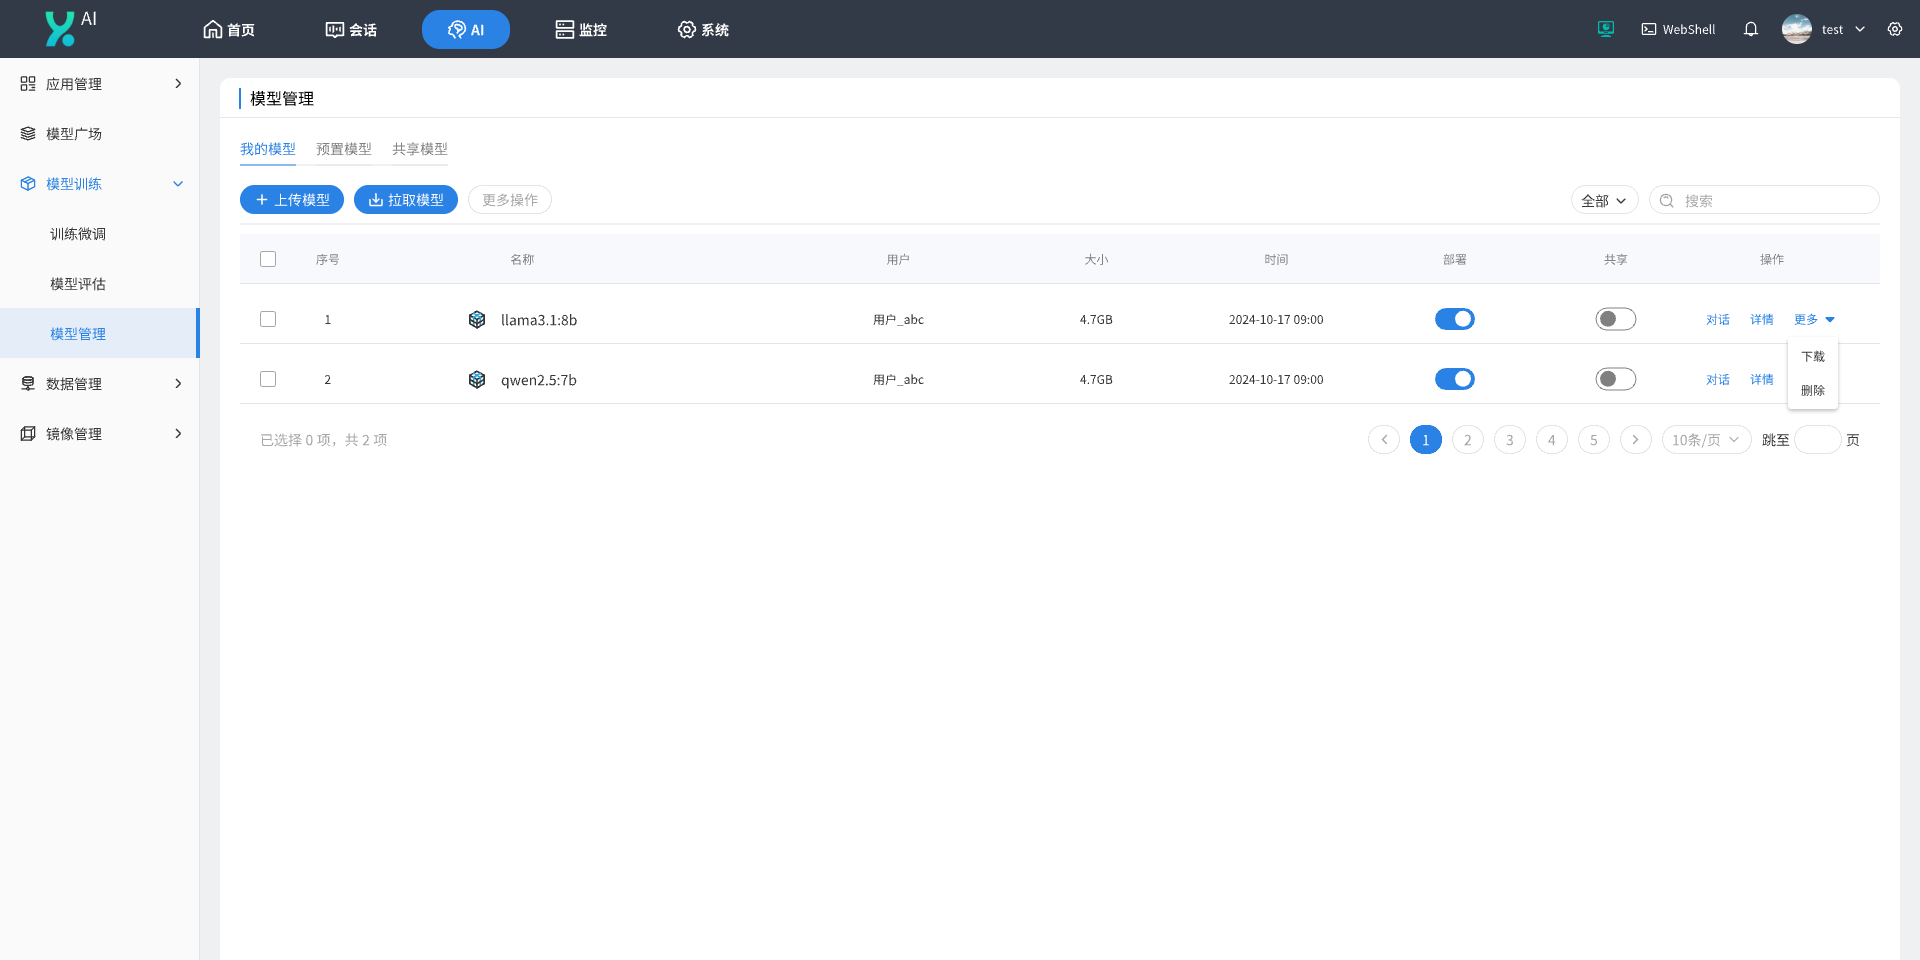 AI 首页 会话 AI 监控 系统 WebShell test
应用管理
模型广场
模型训练
训练微调
模型评估
模型管理
数据管理
镜像管理
模型管理
我的模型 预置模型 共享模型
上传模型 拉取模型 更多操作 全部 搜索
序号 名称 用户 大小 时间 部署 共享 操作
1 llama3.1:8b 用户_abc 4.7GB 2024-10-17 09:00 对话 详情 更多
下载
2 qwen2.5:7b 用户_abc 4.7GB 2024-10-17 09:00 对话 详情
删除
已选择 0 项，共 2 项 1 2 3 4 5 10条/页 跳至 页